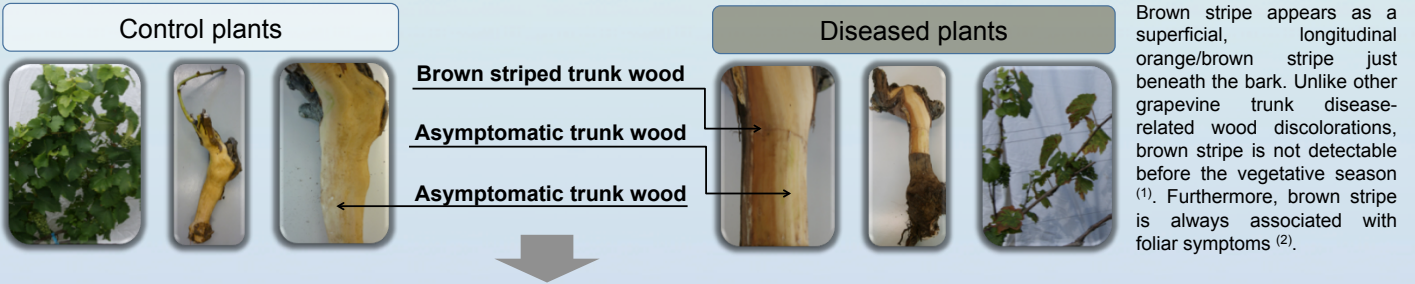 Control plants
Brown striped trunk wood
Asymptomatic trunk wood
Asymptomatic trunk wood
Diseased plants
Brown stripe appears as a
superficial, longitudinal
orange/brown stripe just
beneath the bark. Unlike other
grapevine trunk disease-
related wood discolorations,
brown stripe is not detectable
before the vegetative season
(1). Furthermore, brown stripe
is always associated with
foliar symptoms (2).